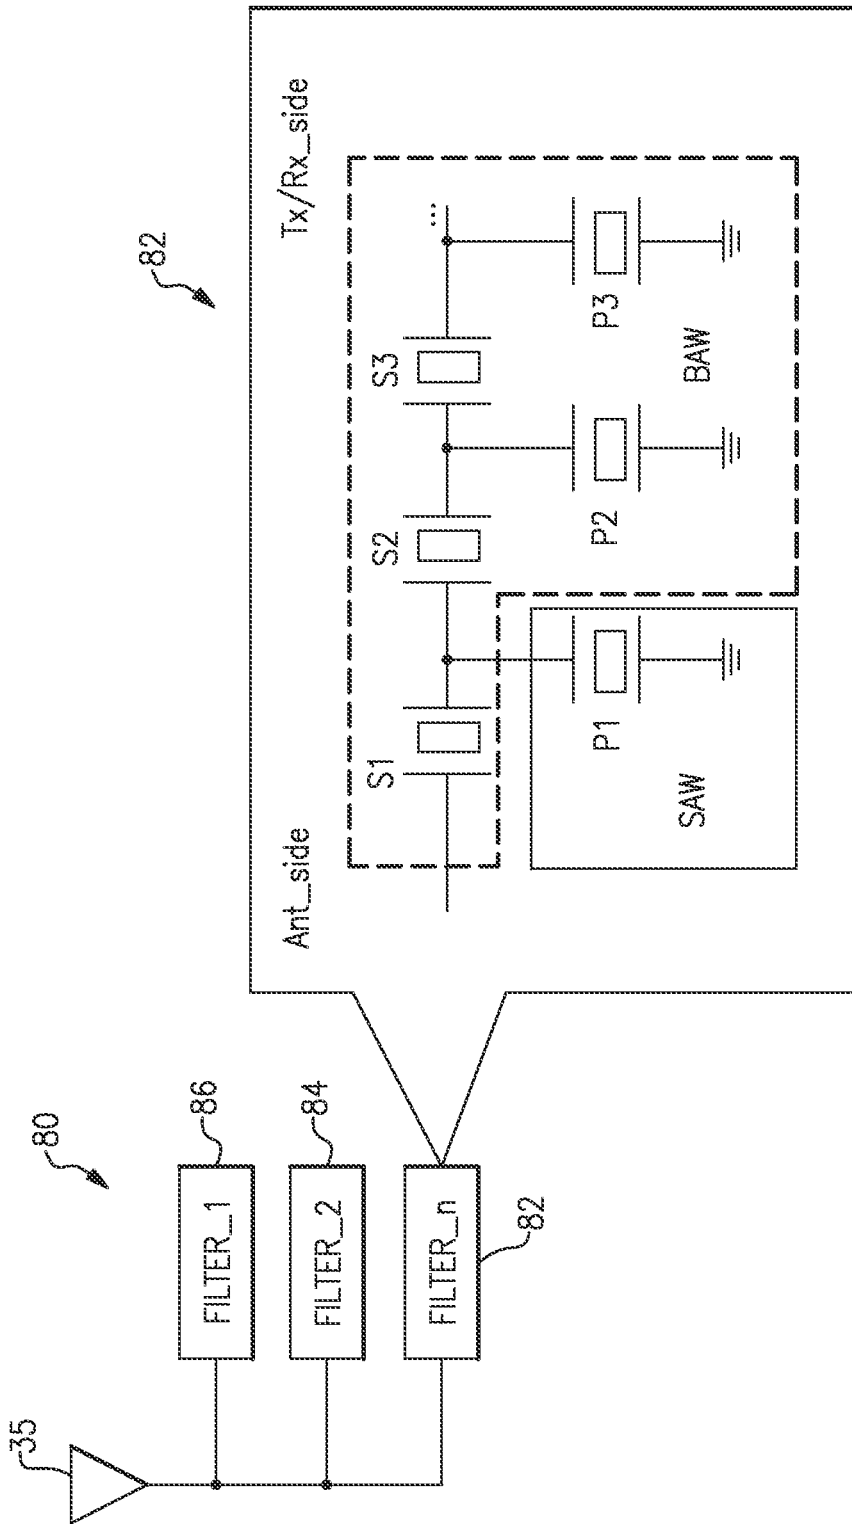 35
80
FILTER_1
86
FILTER_2
84
FILTER_n
82
82
Ant_side
Tx/Rx_side
S1
S2
S3
...
P1
P2
P3
SAW
BAW